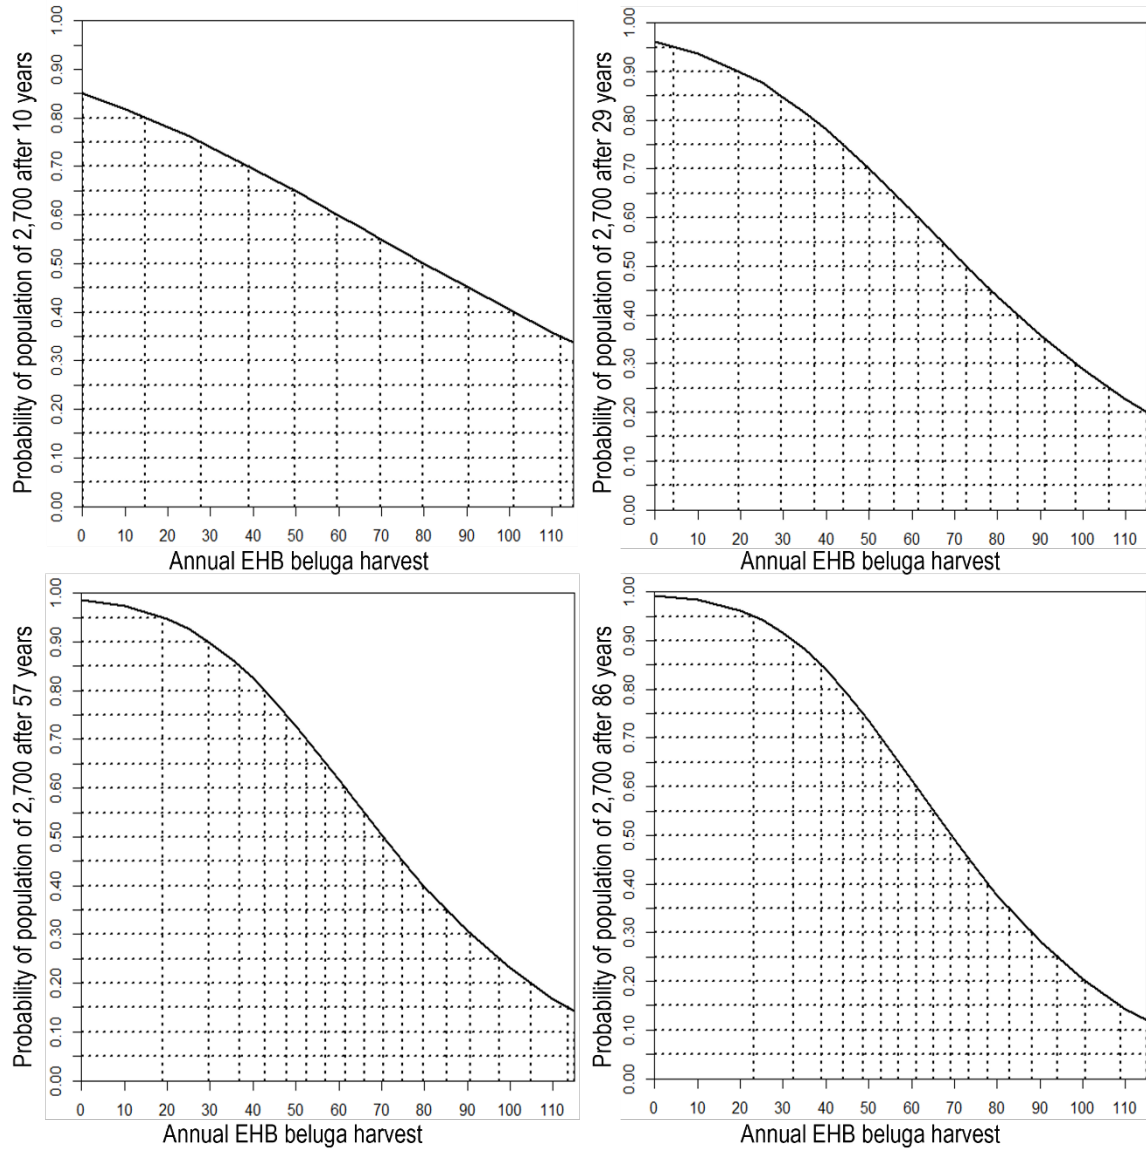 Probability of population of 2,700 after 10 years
0.00 0.10 0.20 0.30 0.40 0.50 0.60 0.70 0.80 0.90 1.00
0 10 20 30 40 50 60 70 80 90 100 110
Annual EHB beluga harvest
Probability of population of 2,700 after 29 years
0.00 0.10 0.20 0.30 0.40 0.50 0.60 0.70 0.80 0.90 1.00
0 10 20 30 40 50 60 70 80 90 100 110
Annual EHB beluga harvest
Probability of population of 2,700 after 57 years
0.00 0.10 0.20 0.30 0.40 0.50 0.60 0.70 0.80 0.90 1.00
0 10 20 30 40 50 60 70 80 90 100 110
Annual EHB beluga harvest
Probability of population of 2,700 after 86 years
0.00 0.10 0.20 0.30 0.40 0.50 0.60 0.70 0.80 0.90 1.00
0 10 20 30 40 50 60 70 80 90 100 110
Annual EHB beluga harvest